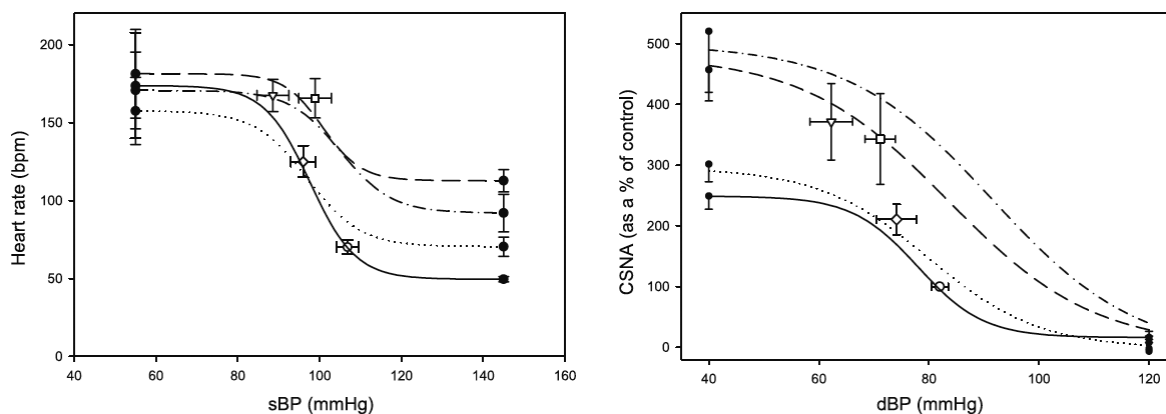 Heart rate (bpm)
200
150
100
50
0
40 60 80 100 120 140 160
sBP (mmHg)
CSNA (as a % of control)
500
400
300
200
100
0
40 60 80 100 120
dBP (mmHg)